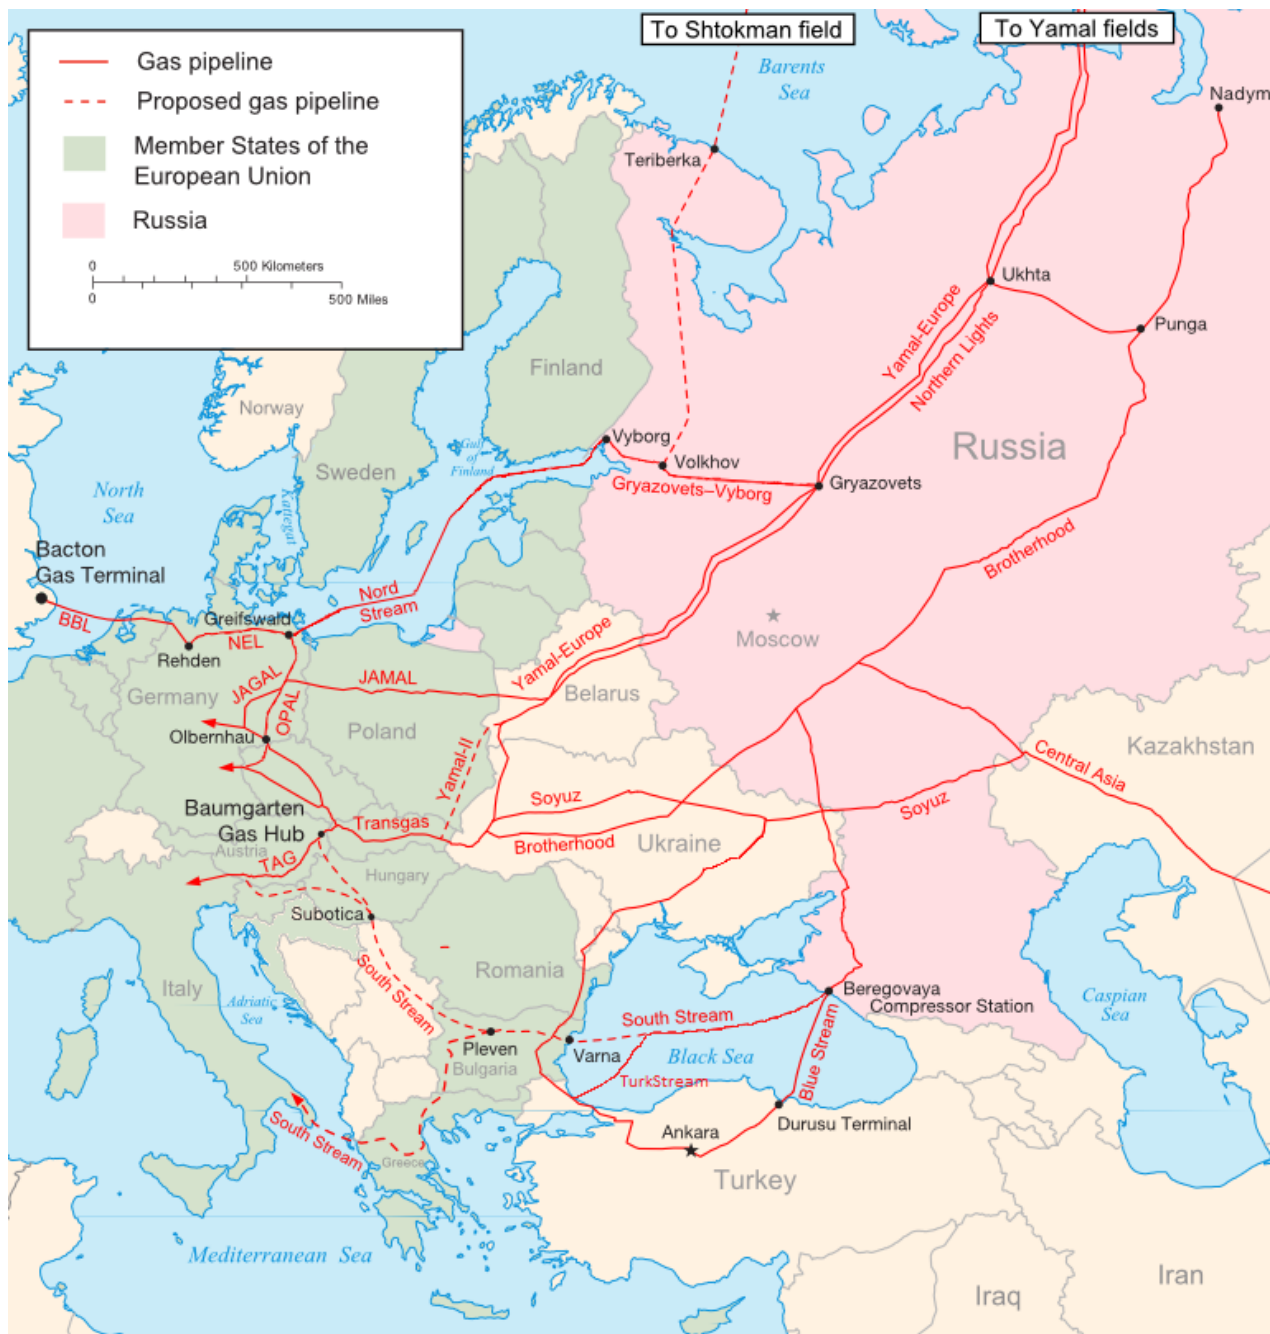 To Shtokman field
To Yamal fields
Gas pipeline
Proposed gas pipeline
Member States of the
European Union
Russia
0
500 Kilometers
0
500 Miles
Barents
Sea
Nadym
Teriberka
Ukhta
Punga
Yamal-Europe
Northern Lights
Finland
Norway
Sweden
Gulf
of
Finland
Vyborg
Volkhov
Gryazovets–Vyborg
Gryazovets
Russia
North
Sea
Kattegat
Brotherhood
Bacton
Gas Terminal
BBL
Greifswald
NEL
Rehden
Nord
Stream
Moscow
Yamal-Europe
Belarus
JAMAL
JAGAL
OPAL
Germany
Poland
Olbernhau
Yamal-II
Kazakhstan
Central Asia
Soyuz
Soyuz
Baumgarten
Gas Hub
Transgas
Brotherhood
Ukraine
Austria
TAG
Hungary
Subotica
Romania
Italy
Adriatic
Sea
South Stream
Beregovaya
Compressor Station
Caspian
Sea
South Stream
Pleven
Varna
Bulgaria
Black Sea
TurkStream
Blue Stream
Durusu Terminal
South Stream
Greece
Ankara
Turkey
Mediterranean Sea
Iraq
Iran